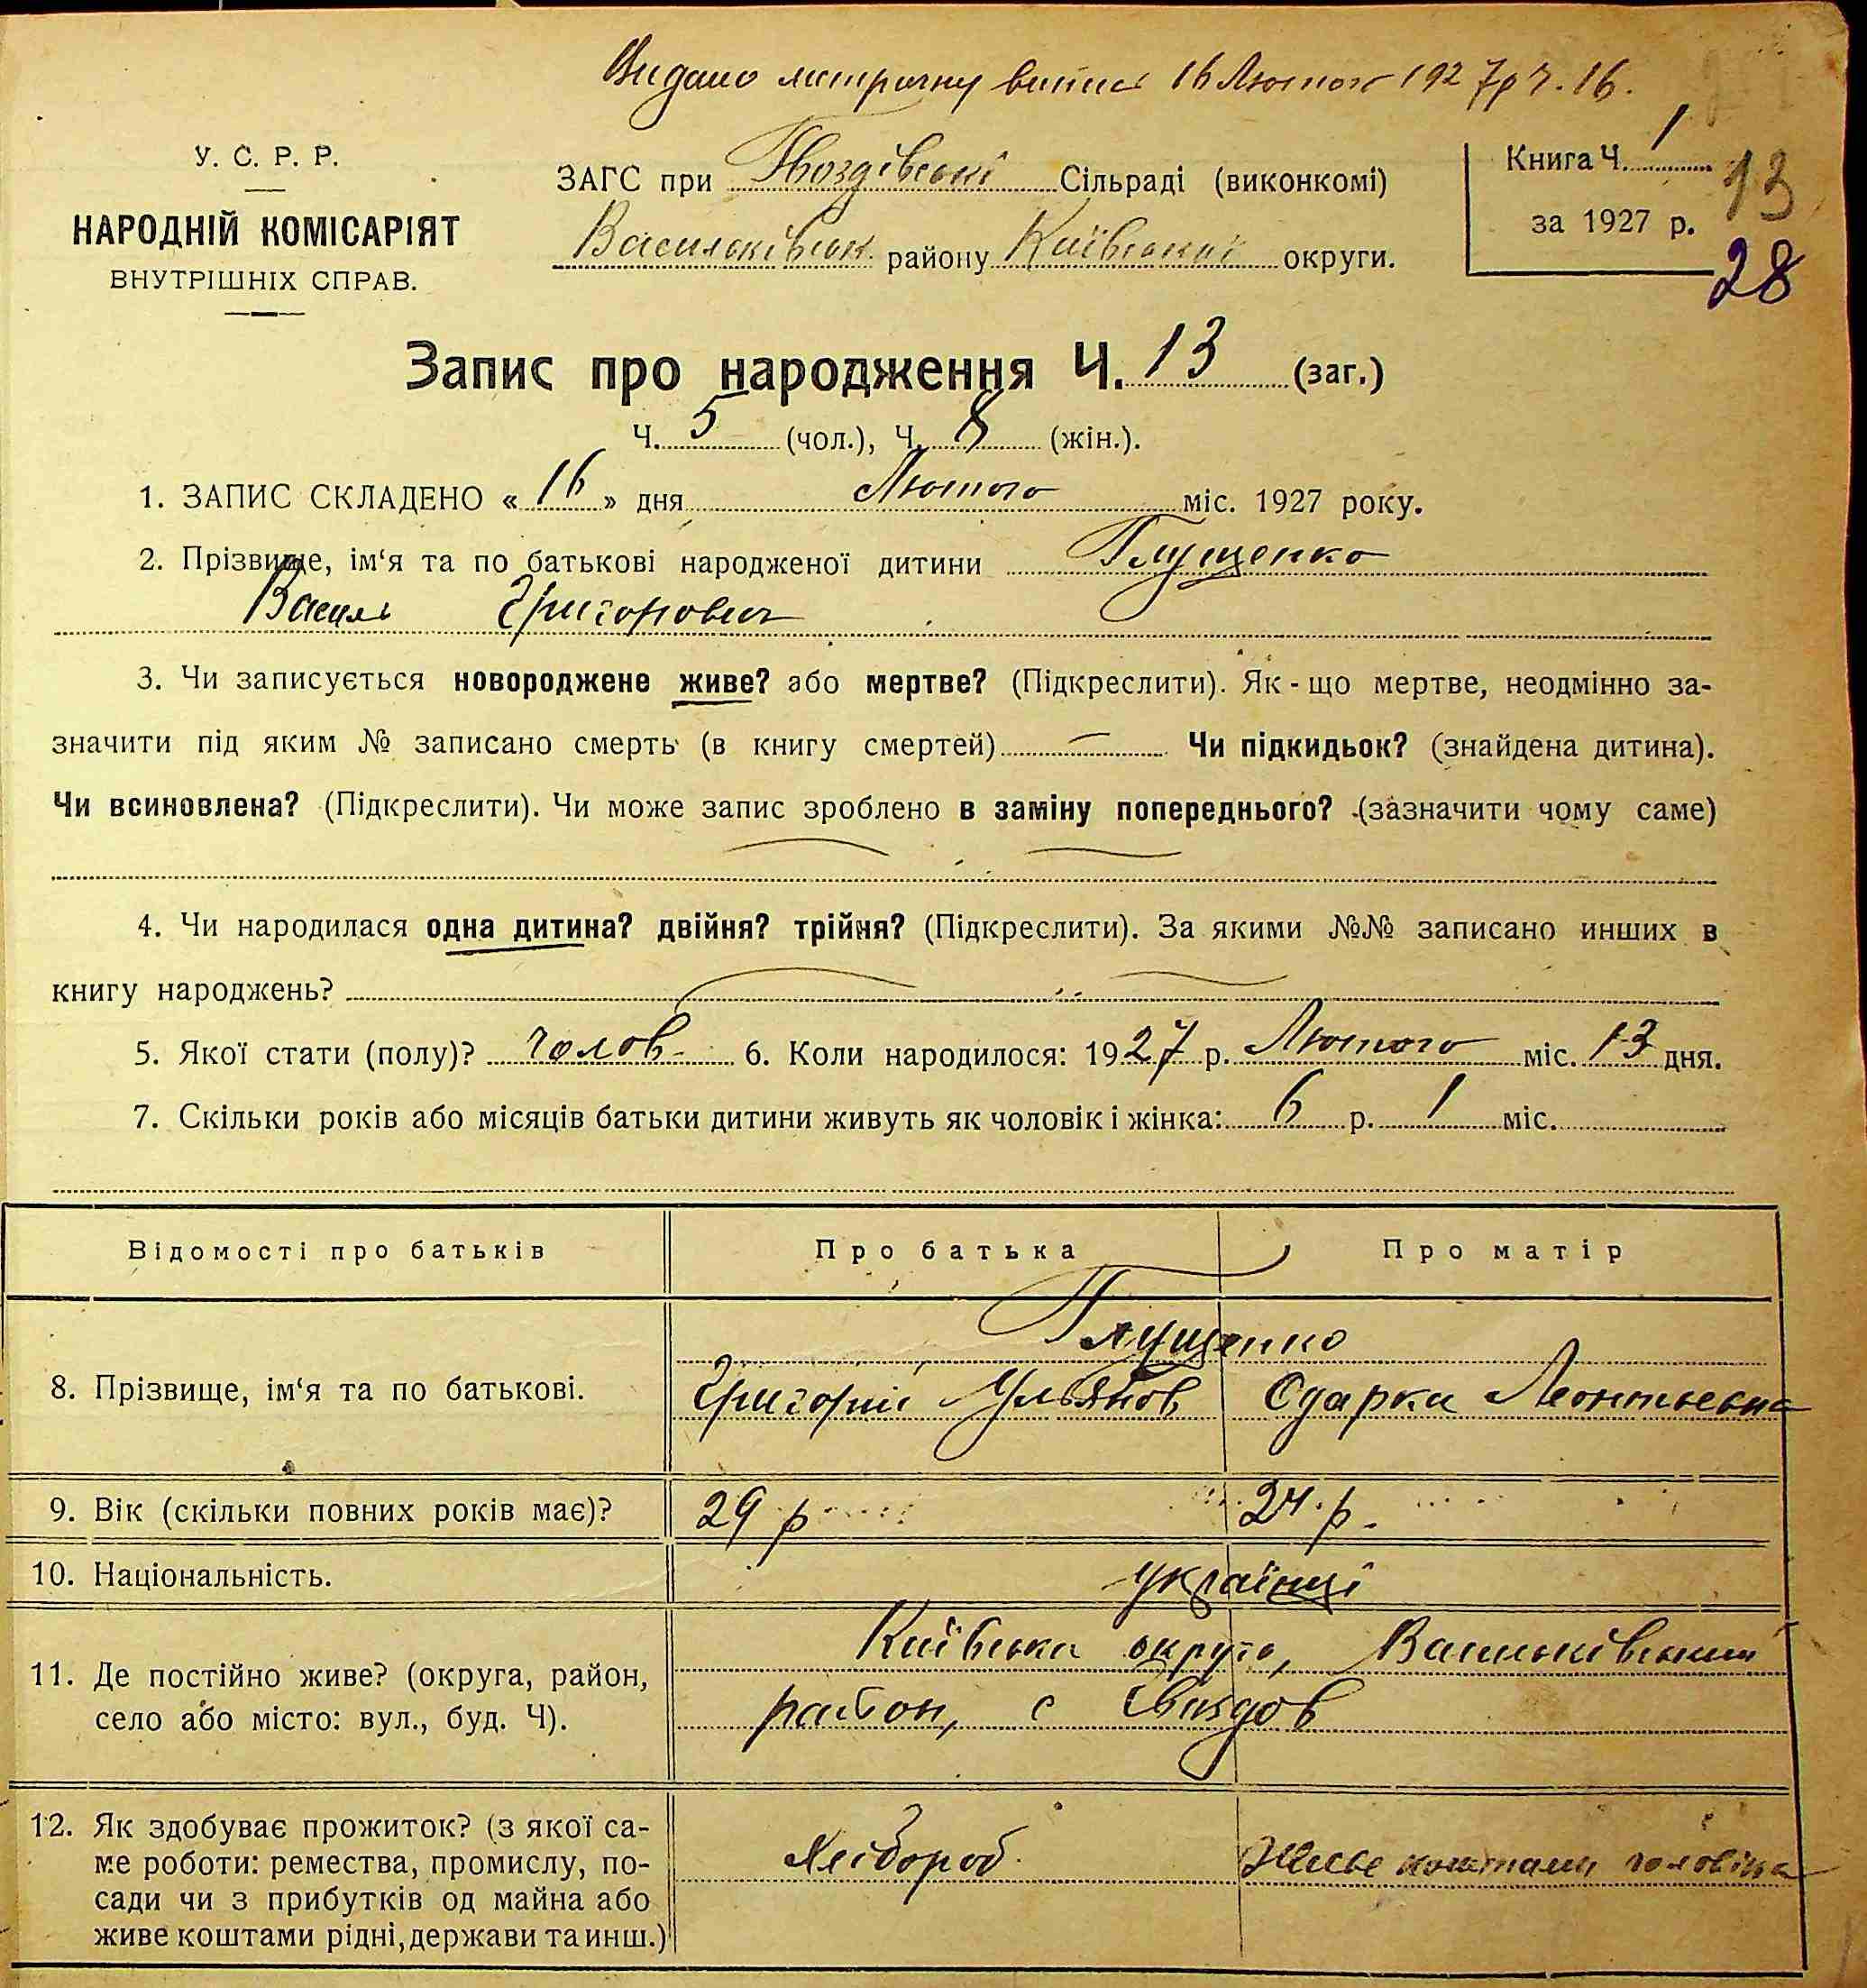 Видано метричну випись 16 Лютого 1927р Ч. 16.
У. С. Р. Р.
НАРОДНІЙ КОМІСАРІЯТ
ВНУТРІШНІХ СПРАВ.
ЗАГС при Гвоздівські Сільраді (виконкомі)
Васильківськ. району Київської округи.
Книга Ч. 1
за 1927 р.
13
28
Запис про народження Ч. 13 (заг.)
Ч. 5 (чол.), Ч. 8 (жін.).
1. ЗАПИС СКЛАДЕНО «16» дня Лютого міс. 1927 року.
2. Прізвище, ім‘я та по батькові народженої дитини Глущенко
Василь Григорович
3. Чи записується новороджене живе? або мертве? (Підкреслити). Як-що мертве, неодмінно за-
значити під яким № записано смерть (в книгу смертей) — Чи підкидьок? (знайдена дитина).
Чи всиновлена? (Підкреслити). Чи може запис зроблено в заміну попереднього? (зазначити чому саме)
4. Чи народилася одна дитина? двійня? трійня? (Підкреслити). За якими №№ записано инших в
книгу народжень?
5. Якої стати (полу)? чолов. 6. Коли народилося: 1927 р. Лютого міс. 13 дня.
7. Скільки років або місяців батьки дитини живуть як чоловік і жінка: 6 р. 1 міс.
Відомості про батьків Про батька Про матір
8. Прізвище, ім‘я та по батькові. Глущенко
Григорій Ульянов Одарка Леонтьевна
9. Вік (скільки повних років має)? 29 р 24. р.
10. Національність. українці
11. Де постійно живе? (округа, район,
село або місто: вул., буд. Ч).
Київська округа, Васильківський
район, с Гвоздов
12. Як здобуває прожиток? (з якої са-
ме роботи: ремества, промислу, по-
сади чи з прибутків од майна або
живе коштами рідні, держави та инш.)
Хлібороб. Живе коштами чоловіка